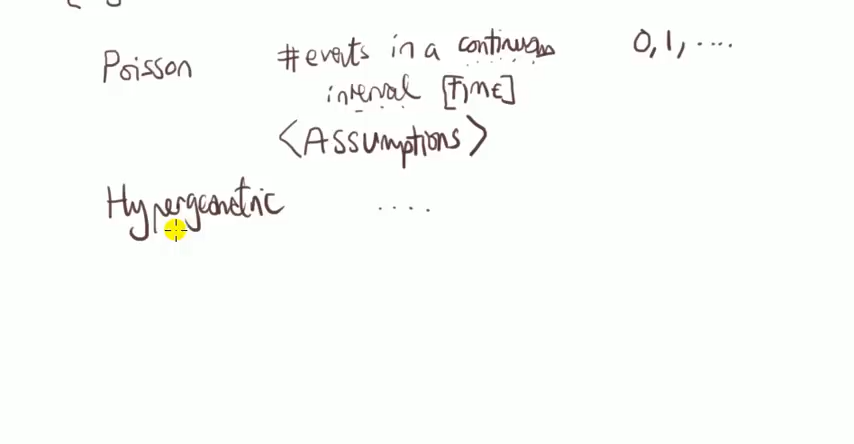 Poisson #events in a continuous 0,1,....
interval [TIME]
<Assumptions>
Hypergeometric ....